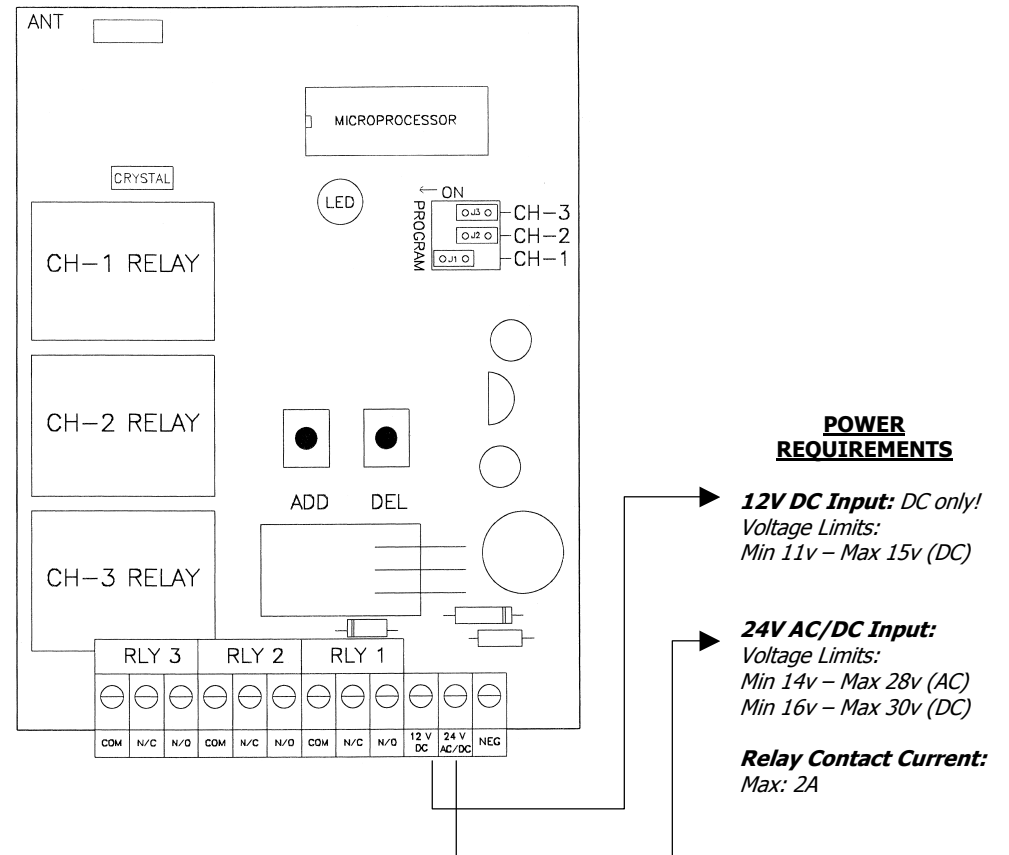 ANT
MICROPROCESSOR
CRYSTAL
LED
← ON
PROGRAM
J3 CH-3
J2 CH-2
J1 CH-1
CH-1 RELAY
CH-2 RELAY
CH-3 RELAY
ADD DEL
RLY 3 RLY 2 RLY 1
COM N/C N/O COM N/C N/O COM N/C N/O 12 V DC 24 V AC/DC NEG
POWER
REQUIREMENTS
12V DC Input: DC only!
Voltage Limits:
Min 11v – Max 15v (DC)
24V AC/DC Input:
Voltage Limits:
Min 14v – Max 28v (AC)
Min 16v – Max 30v (DC)
Relay Contact Current:
Max: 2A